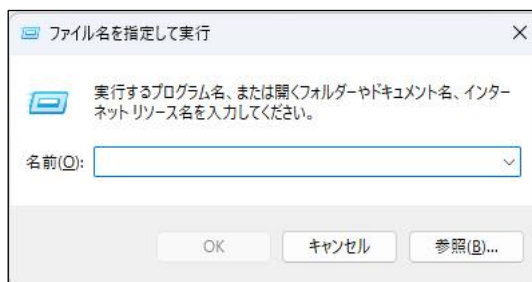 ファイル名を指定して実行
実行するプログラム名、または開くフォルダーやドキュメント名、インター
ネット リソース名を入力してください。
名前(O):
OK キャンセル 参照(B)...